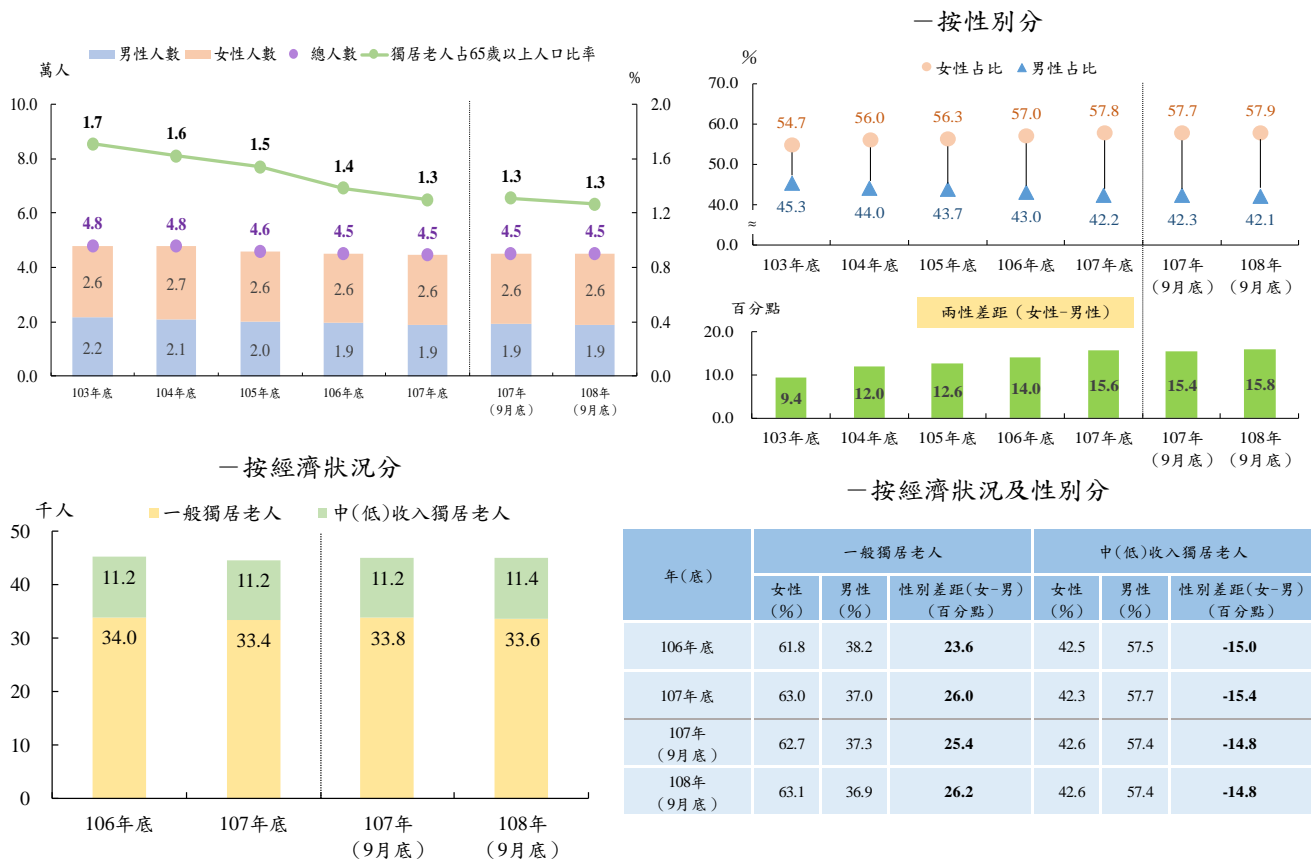 男性人數 女性人數 總人數 獨居老人占65歲以上人口比率
萬人 %
10.0 8.0 6.0 4.0 2.0 0.0
2.0 1.6 1.2 0.8 0.4 0.0
1.7 1.6 1.5 1.4 1.3 1.3 1.3
4.8 4.8 4.6 4.5 4.5 4.5 4.5
2.6 2.7 2.6 2.6 2.6 2.6 2.6
2.2 2.1 2.0 1.9 1.9 1.9 1.9
103年底 104年底 105年底 106年底 107年底 107年 108年
(9月底) (9月底)
－按性別分
%
女性占比 男性占比
70.0 60.0 50.0 40.0 0.0
≈
54.7 56.0 56.3 57.0 57.8 57.7 57.9
45.3 44.0 43.7 43.0 42.2 42.3 42.1
103年底 104年底 105年底 106年底 107年底 107年 108年
(9月底) (9月底)
百分點
兩性差距（女性-男性）
20.0 10.0 0.0
9.4 12.0 12.6 14.0 15.6 15.4 15.8
103年底 104年底 105年底 106年底 107年底 107年 108年
(9月底) (9月底)
－按經濟狀況分
千人
一般獨居老人 中(低)收入獨居老人
50 40 30 20 10 0
11.2 11.2 11.2 11.4
34.0 33.4 33.8 33.6
106年底 107年底 107年 108年
(9月底) (9月底)
－按經濟狀況及性別分
年(底) 一般獨居老人 中(低)收入獨居老人
女性 男性 性別差距(女-男) 女性 男性 性別差距(女-男)
(%) (%) (百分點) (%) (%) (百分點)
106年底 61.8 38.2 23.6 42.5 57.5 -15.0
107年底 63.0 37.0 26.0 42.3 57.7 -15.4
107年
（9月底） 62.7 37.3 25.4 42.6 57.4 -14.8
108年
（9月底） 63.1 36.9 26.2 42.6 57.4 -14.8